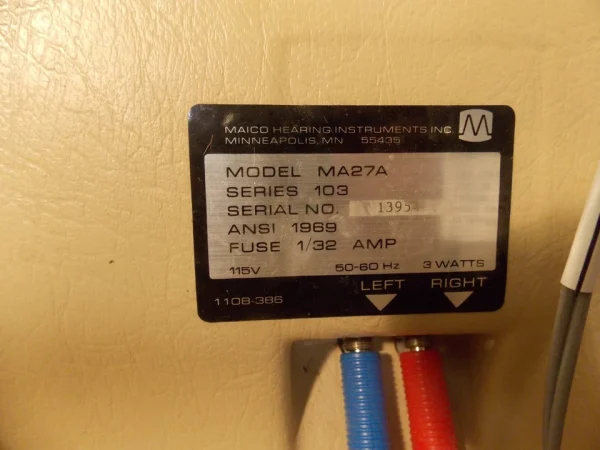 MAICO HEARING INSTRUMENTS INC.
MINNEAPOLIS, MN 55435
M
MODEL MA27A
SERIES 103
SERIAL NO.
ANSI 1969
FUSE 1/32 AMP
115V 50-60 Hz 3 WATTS
LEFT RIGHT
1108-386